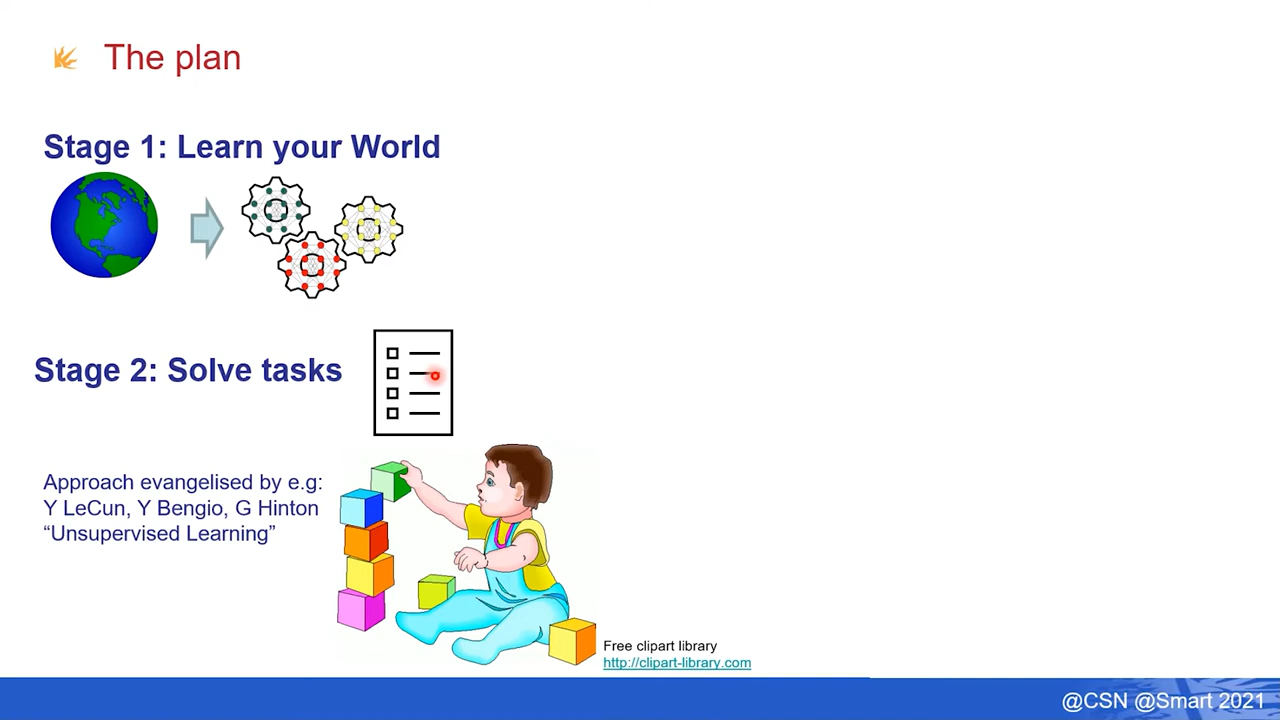 The plan
Stage 1: Learn your World
Stage 2: Solve tasks
Approach evangelised by e.g:
Y LeCun, Y Bengio, G Hinton
“Unsupervised Learning”
Free clipart library
http://clipart-library.com
@CSN @Smart 2021